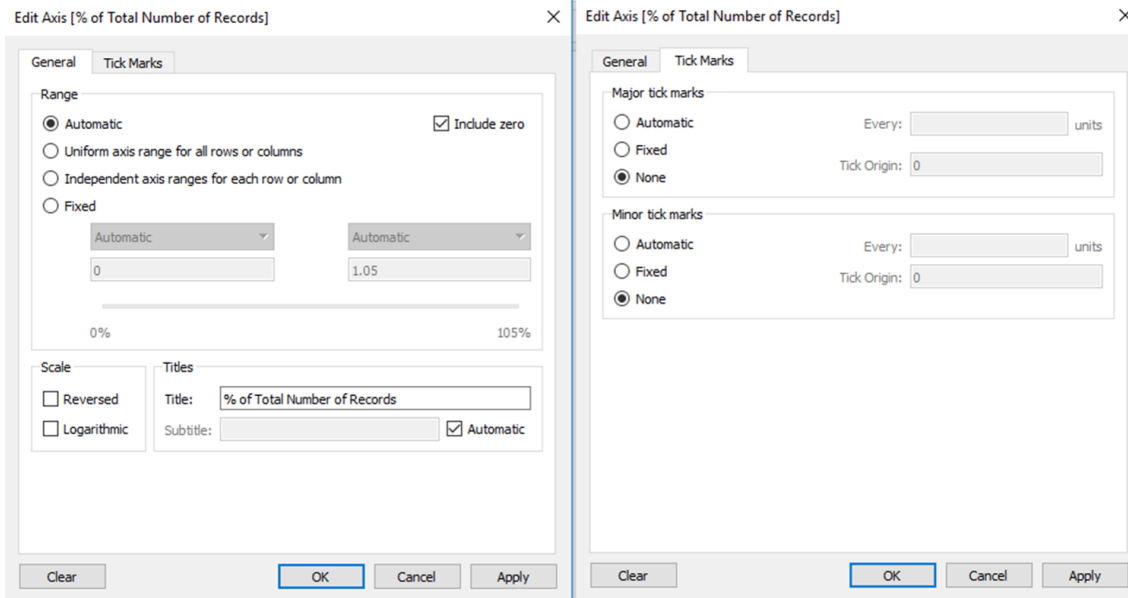 Edit Axis [% of Total Number of Records]
General Tick Marks
Range
Automatic Include zero
Uniform axis range for all rows or columns
Independent axis ranges for each row or column
Fixed
Automatic Automatic
0 1.05
0% 105%
Scale Titles
Reversed Title: % of Total Number of Records
Logarithmic Subtitle: Automatic
Clear OK Cancel Apply
Edit Axis [% of Total Number of Records]
General Tick Marks
Major tick marks
Automatic Every: units
Fixed
Tick Origin: 0
None
Minor tick marks
Automatic Every: units
Fixed Tick Origin: 0
None
Clear OK Cancel Apply